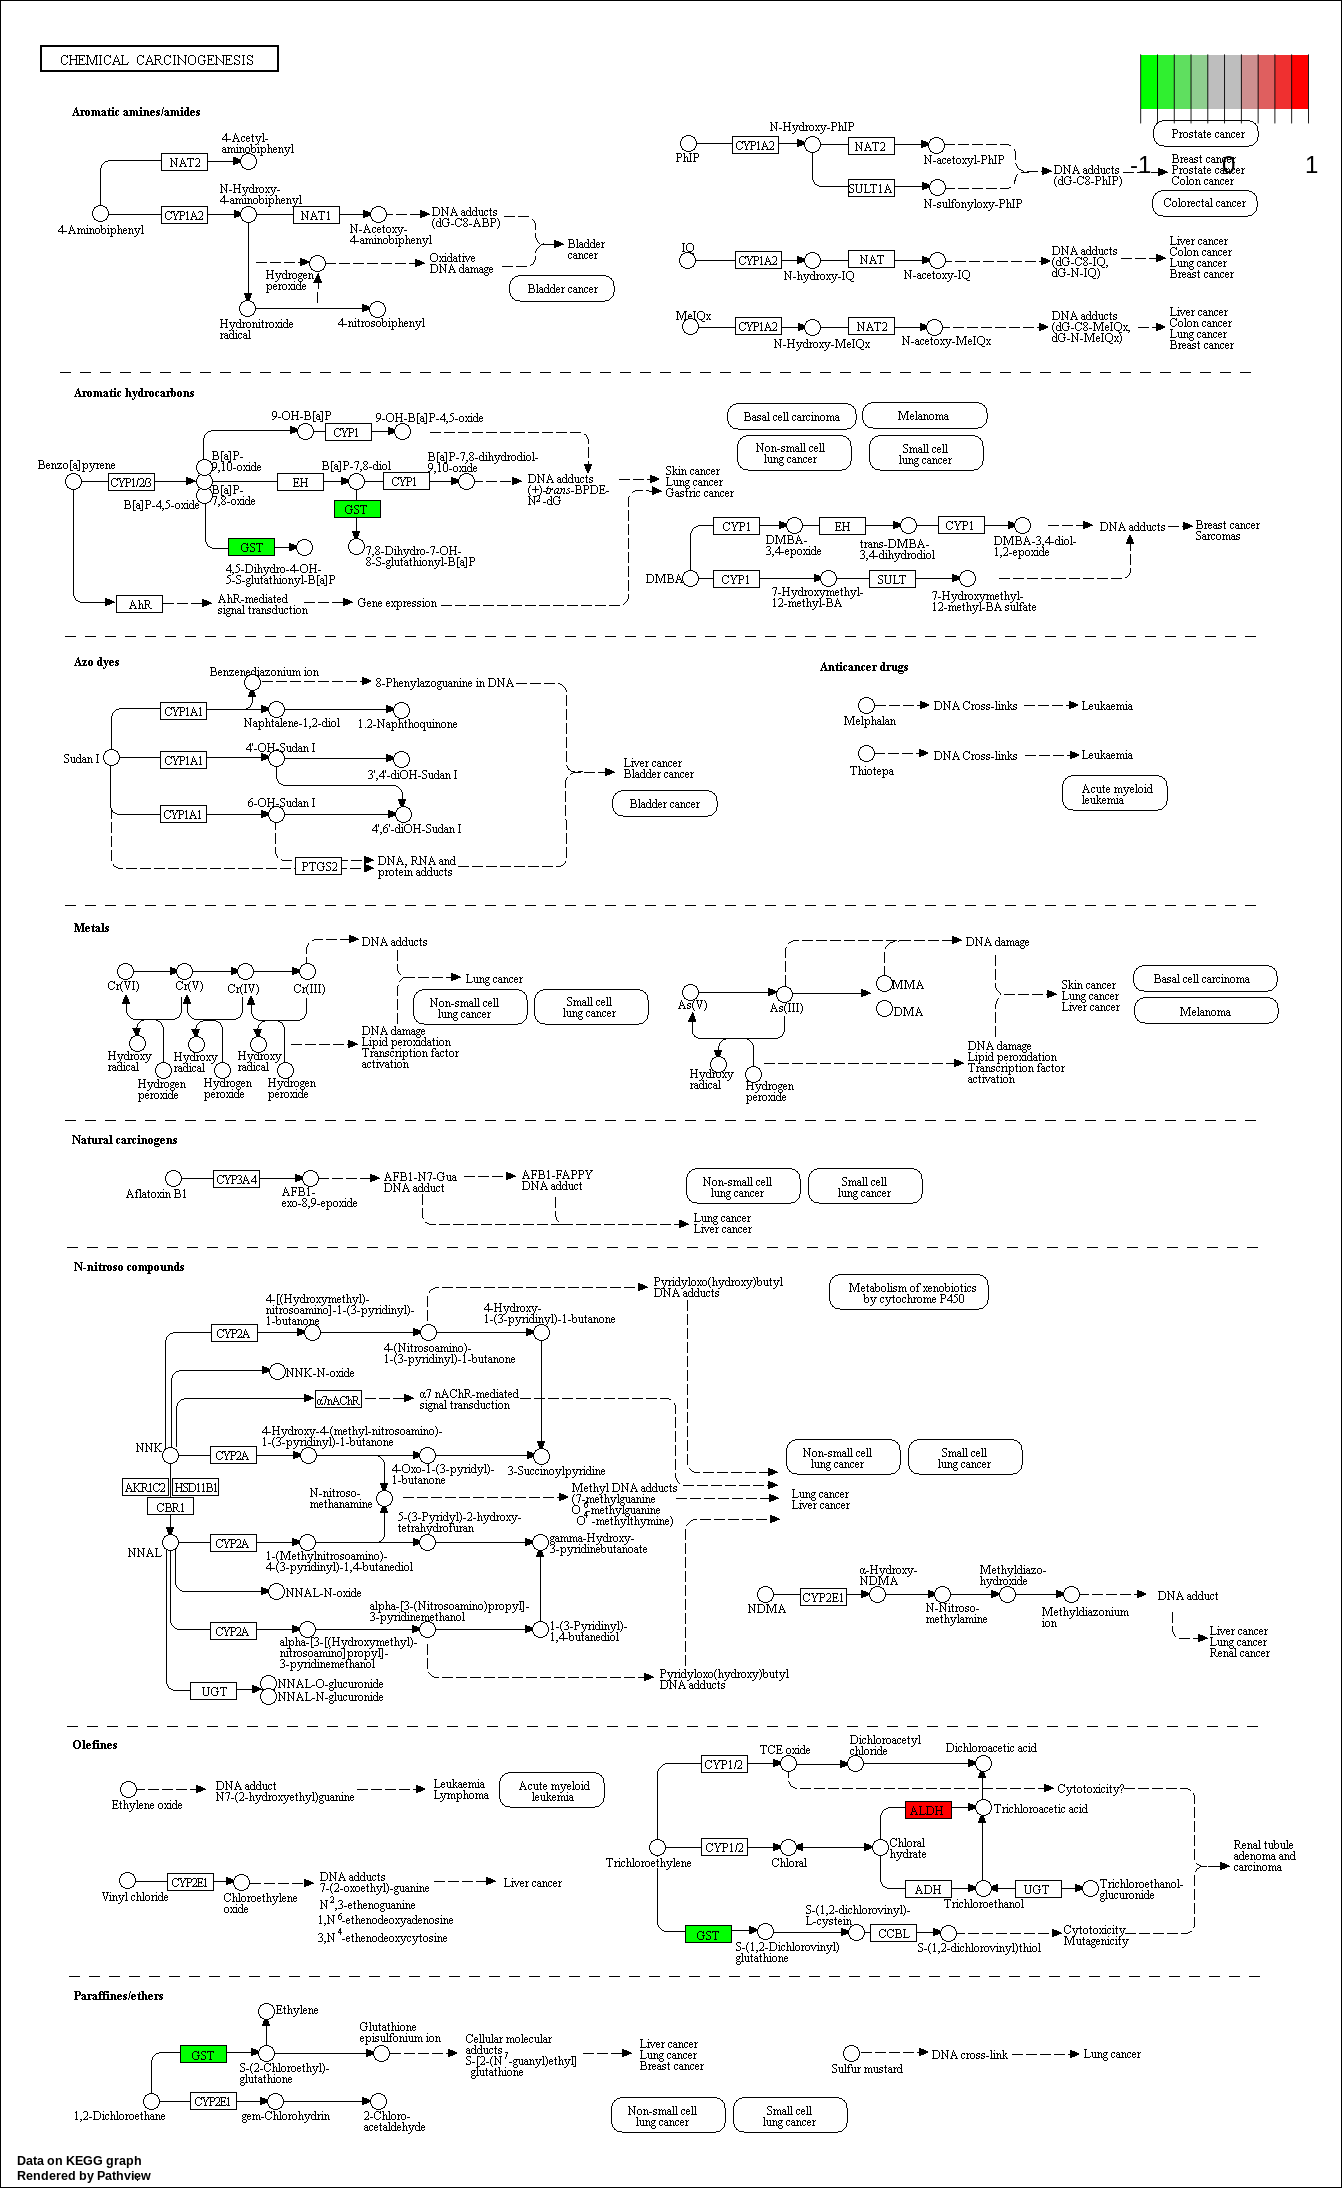 CHEMICAL CARCINOGENESIS
-1
0
1
Aromatic amines/amides
4-Acetyl-
aminobiphenyl
NAT2
N-Hydroxy-
4-aminobiphenyl
CYP1A2
NAT1
4-Aminobiphenyl
N-Acetoxy-
4-aminobiphenyl
DNA adducts
(dG-C8-ABP)
Hydrogen
peroxide
Oxidative
DNA damage
Bladder
cancer
Bladder cancer
Hydronitroxide
radical
4-nitrosobiphenyl
PhIP
CYP1A2
N-Hydroxy-PhIP
NAT2
N-acetoxyl-PhIP
SULT1A
N-sulfonyloxy-PhIP
DNA adducts
(dG-C8-PhIP)
Prostate cancer
Breast cancer
Prostate cancer
Colon cancer
Colorectal cancer
IQ
CYP1A2
N-hydroxy-IQ
NAT
N-acetoxy-IQ
DNA adducts
(dG-C8-IQ,
dG-N-IQ)
Liver cancer
Colon cancer
Lung cancer
Breast cancer
MeIQx
CYP1A2
N-Hydroxy-MeIQx
NAT2
N-acetoxy-MeIQx
DNA adducts
(dG-C8-MeIQx,
dG-N-MeIQx)
Liver cancer
Colon cancer
Lung cancer
Breast cancer
Aromatic hydrocarbons
9-OH-B[a]P
CYP1
9-OH-B[a]P-4,5-oxide
Benzo[a]pyrene
CYP1/2B
B[a]P-
9,10-oxide
B[a]P-
7,8-oxide
B[a]P-4,5-oxide
EH
B[a]P-7,8-diol
CYP1
B[a]P-7,8-dihydrodiol-
9,10-oxide
DNA adducts
(+)-trans-BPDE-
N2-dG
GST
7,8-Dihydro-7-OH-
8-S-glutathionyl-B[a]P
GST
4,5-Dihydro-4-OH-
5-S-glutathionyl-B[a]P
AhR
AhR-mediated
signal transduction
Gene expression
Skin cancer
Lung cancer
Gastric cancer
Basal cell carcinoma
Melanoma
Non-small cell
lung cancer
Small cell
lung cancer
DMBA
CYP1
DMBA-
3,4-epoxide
EH
trans-DMBA-
3,4-dihydrodiol
CYP1
DMBA-3,4-diol-
1,2-epoxide
DNA adducts
Breast cancer
Sarcomas
CYP1
7-Hydroxymethyl-
12-methyl-BA
SULT
7-Hydroxymethyl-
12-methyl-BA sulfate
Azo dyes
Benzenediazonium ion
8-Phenylazoguanine in DNA
CYP1A1
Naphtalene-1,2-diol
1.2-Naphthoquinone
Sudan I
CYP1A1
4'-OH-Sudan I
3',4'-diOH-Sudan I
CYP1A1
6-OH-Sudan I
4',6'-diOH-Sudan I
PTGS2
DNA, RNA and
protein adducts
Liver cancer
Bladder cancer
Bladder cancer
Anticancer drugs
Melphalan
DNA Cross-links
Leukaemia
Thiotepa
DNA Cross-links
Leukaemia
Acute myeloid
leukemia
Metals
Cr(VI)
Cr(V)
Cr(IV)
Cr(III)
DNA adducts
Lung cancer
Non-small cell
lung cancer
Small cell
lung cancer
Hydroxy
radical
Hydroxy
radical
Hydroxy
radical
Hydrogen
peroxide
Hydrogen
peroxide
Hydrogen
peroxide
DNA damage
Lipid peroxidation
Transcription factor
activation
As(V)
As(III)
MMA
DMA
DNA damage
Hydroxy
radical
Hydrogen
peroxide
DNA damage
Lipid peroxidation
Transcription factor
activation
Skin cancer
Lung cancer
Liver cancer
Basal cell carcinoma
Melanoma
Natural carcinogens
Aflatoxin B1
CYP3A4
AFB1-
exo-8,9-epoxide
AFB1-N7-Gua
DNA adduct
AFB1-FAPPY
DNA adduct
Non-small cell
lung cancer
Small cell
lung cancer
Lung cancer
Liver cancer
N-nitroso compounds
4-[(Hydroxymethyl)-
nitrosoamino]-1-(3-pyridinyl)-
1-butanone
CYP2A
4-(Nitrosoamino)-
1-(3-pyridinyl)-1-butanone
4-Hydroxy-
1-(3-pyridinyl)-1-butanone
Pyridyloxo(hydroxy)butyl
DNA adducts
Metabolism of xenobiotics
by cytochrome P450
NNK-N-oxide
α7nAChR
α7 nAChR-mediated
signal transduction
NNK
CYP2A
4-Hydroxy-4-(methyl-nitrosoamino)-
1-(3-pyridinyl)-1-butanone
4-Oxo-1-(3-pyridyl)-
1-butanone
3-Succinoylpyridine
AKR1C2
HSD11B1
CBR1
N-nitroso-
methanamine
Methyl DNA adducts
(7-methylguanine
O6-methylguanine
O4-methylthymine)
Non-small cell
lung cancer
Small cell
lung cancer
Lung cancer
Liver cancer
NNAL
CYP2A
1-(Methylnitrosoamino)-
4-(3-pyridinyl)-1,4-butanediol
5-(3-Pyridyl)-2-hydroxy-
tetrahydrofuran
gamma-Hydroxy-
3-pyridinebutanoate
NNAL-N-oxide
CYP2A
alpha-[3-[(Hydroxymethyl)-
nitrosoamino]propyl]-
3-pyridinemethanol
alpha-[3-(Nitrosoamino)propyl]-
3-pyridinemethanol
1-(3-Pyridinyl)-
1,4-butanediol
UGT
NNAL-O-glucuronide
NNAL-N-glucuronide
Pyridyloxo(hydroxy)butyl
DNA adducts
NDMA
CYP2E1
α-Hydroxy-
NDMA
N-Nitroso-
methylamine
Methyldiazo-
hydroxide
Methyldiazonium
ion
DNA adduct
Liver cancer
Lung cancer
Renal cancer
Olefines
Ethylene oxide
DNA adduct
N7-(2-hydroxyethyl)guanine
Leukaemia
Lymphoma
Acute myeloid
leukemia
Vinyl chloride
CYP2E1
Chloroethylene
oxide
DNA adducts
7-(2-oxoethyl)-guanine
N2,3-ethenoguanine
1,N6-ethenodeoxyadenosine
3,N4-ethenodeoxycytosine
Liver cancer
CYP1/2
TCE oxide
Dichloroacetyl
chloride
Dichloroacetic acid
Cytotoxicity?
ALDH
Trichloroacetic acid
Trichloroethylene
CYP1/2
Chloral
Chloral
hydrate
ADH
Trichloroethanol
UGT
Trichloroethanol-
glucuronide
GST
S-(1,2-Dichlorovinyl)
glutathione
S-(1,2-dichlorovinyl)-
L-cystein
CCBL
S-(1,2-dichlorovinyl)thiol
Cytotoxicity
Mutagenicity
Renal tubule
adenoma and
carcinoma
Paraffines/ethers
Ethylene
GST
S-(2-Chloroethyl)-
glutathione
Glutathione
episulfonium ion
Cellular molecular
adducts
S-[2-(N7-guanyl)ethyl]
glutathione
Liver cancer
Lung cancer
Breast cancer
1,2-Dichloroethane
CYP2E1
gem-Chlorohydrin
2-Chloro-
acetaldehyde
Non-small cell
lung cancer
Small cell
lung cancer
Sulfur mustard
DNA cross-link
Lung cancer
Data on KEGG graph
Rendered by Pathview